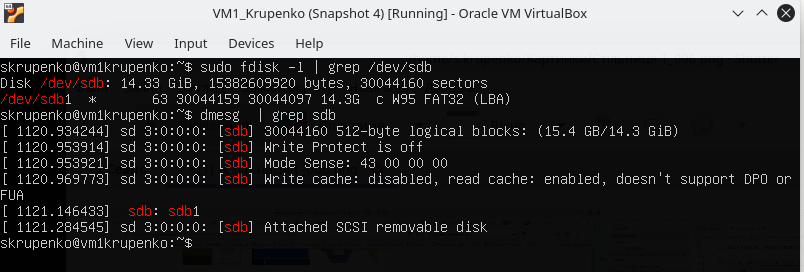 VM1_Krupenko (Snapshot 4) [Running] - Oracle VM VirtualBox
File Machine View Input Devices Help
skrupenko@vm1krupenko:~$ sudo fdisk -l | grep /dev/sdb
Disk /dev/sdb: 14.33 GiB, 15382609920 bytes, 30044160 sectors
/dev/sdb1 * 63 30044159 30044097 14.3G c W95 FAT32 (LBA)
skrupenko@vm1krupenko:~$ dmesg | grep sdb
[ 1120.934244] sd 3:0:0:0: [sdb] 30044160 512-byte logical blocks: (15.4 GB/14.3 GiB)
[ 1120.953914] sd 3:0:0:0: [sdb] Write Protect is off
[ 1120.953921] sd 3:0:0:0: [sdb] Mode Sense: 43 00 00 00
[ 1120.969773] sd 3:0:0:0: [sdb] Write cache: disabled, read cache: enabled, doesn't support DPO or
FUA
[ 1121.146433] sdb: sdb1
[ 1121.284545] sd 3:0:0:0: [sdb] Attached SCSI removable disk
skrupenko@vm1krupenko:~$